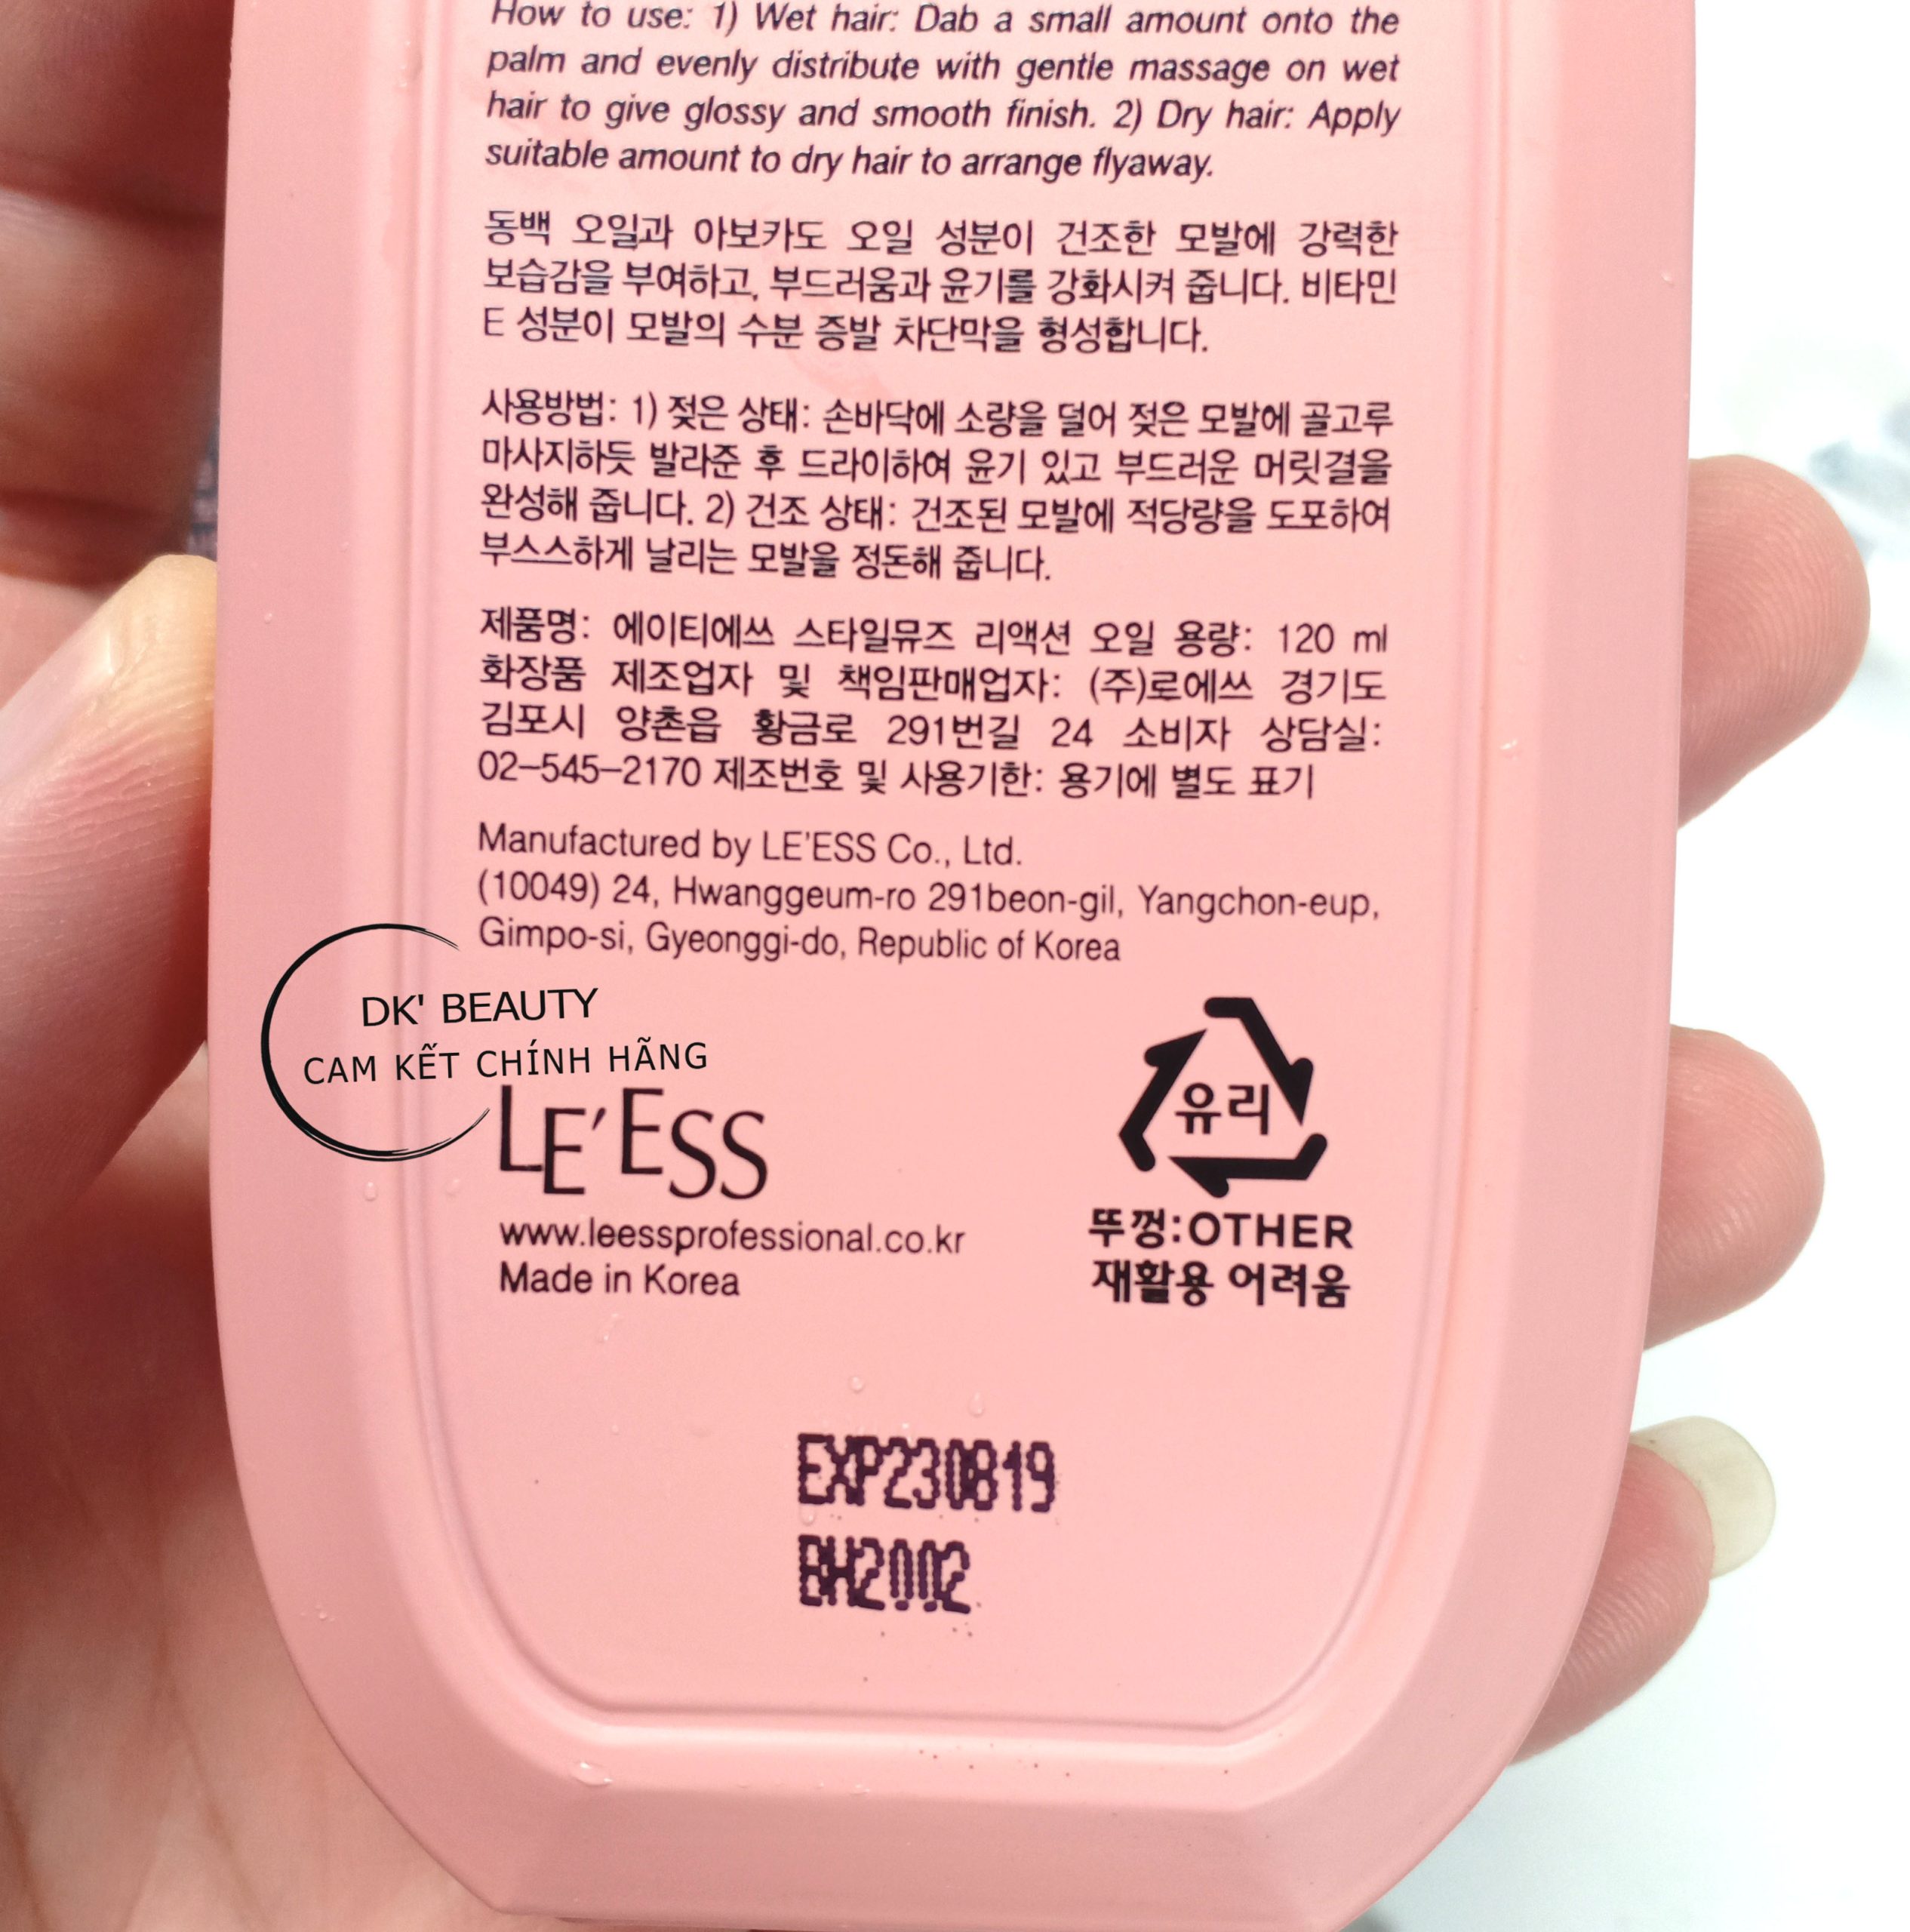 How to use: 1) Wet hair: Dab a small amount onto the
palm and evenly distribute with gentle massage on wet
hair to give glossy and smooth finish. 2) Dry hair: Apply
suitable amount to dry hair to arrange flyaway.
동백 오일과 아보카도 오일 성분이 건조한 모발에 강력한
보습감을 부여하고, 부드러움과 윤기를 강화시켜 줍니다. 비타민
E 성분이 모발의 수분 증발 차단막을 형성합니다.
사용방법: 1) 젖은 상태: 손바닥에 소량을 덜어 젖은 모발에 골고루
마사지하듯 발라준 후 드라이하여 윤기 있고 부드러운 머릿결을
완성해 줍니다. 2) 건조 상태: 건조된 모발에 적당량을 도포하여
부스스하게 날리는 모발을 정돈해 줍니다.
제품명: 에이티에쓰 스타일뮤즈 리액션 오일 용량: 120 ml
화장품 제조업자 및 책임판매업자: (주)로에쓰 경기도
김포시 양촌읍 황금로 291번길 24 소비자 상담실:
02-545-2170 제조번호 및 사용기한: 용기에 별도 표기
Manufactured by LE'ESS Co., Ltd.
(10049) 24, Hwanggeum-ro 291beon-gil, Yangchon-eup,
Gimpo-si, Gyeonggi-do, Republic of Korea
DK' BEAUTY
CAM KẾT CHÍNH HÃNG
LE'ESS
www.leessprofessional.co.kr
Made in Korea
유리
뚜껑:OTHER
재활용 어려움
EXP230819
BH2002